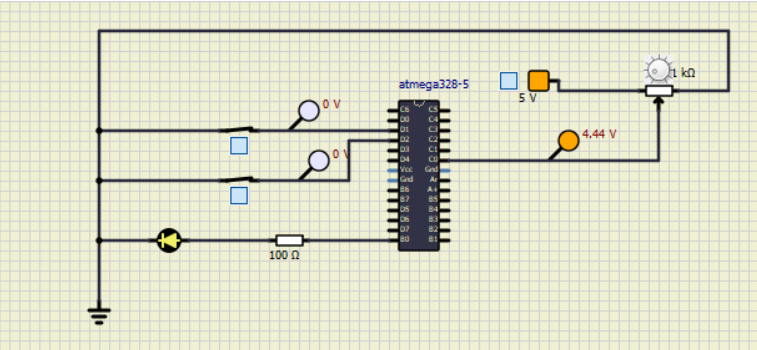 atmega328-5
1 kΩ
5 V
0 V
4.44 V
0 V
100 Ω
C6
D0
D1
D2
D3
D4
Vcc
Gnd
B6
B7
D5
D6
D7
B0
C5
C4
C3
C2
C1
C0
Gnd
Ar
A+
B5
B4
B3
B2
B1